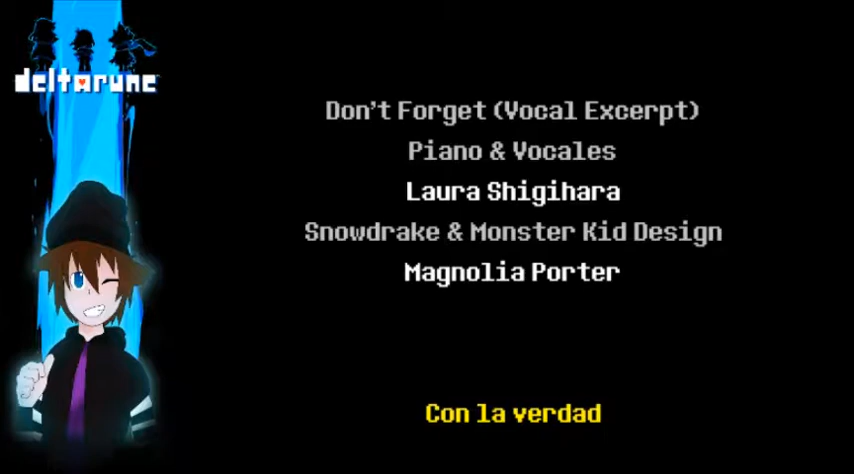 deltarune
Don't Forget (Vocal Excerpt)
Piano & Vocales
Laura Shigihara
Snowdrake & Monster Kid Design
Magnolia Porter
Con la verdad